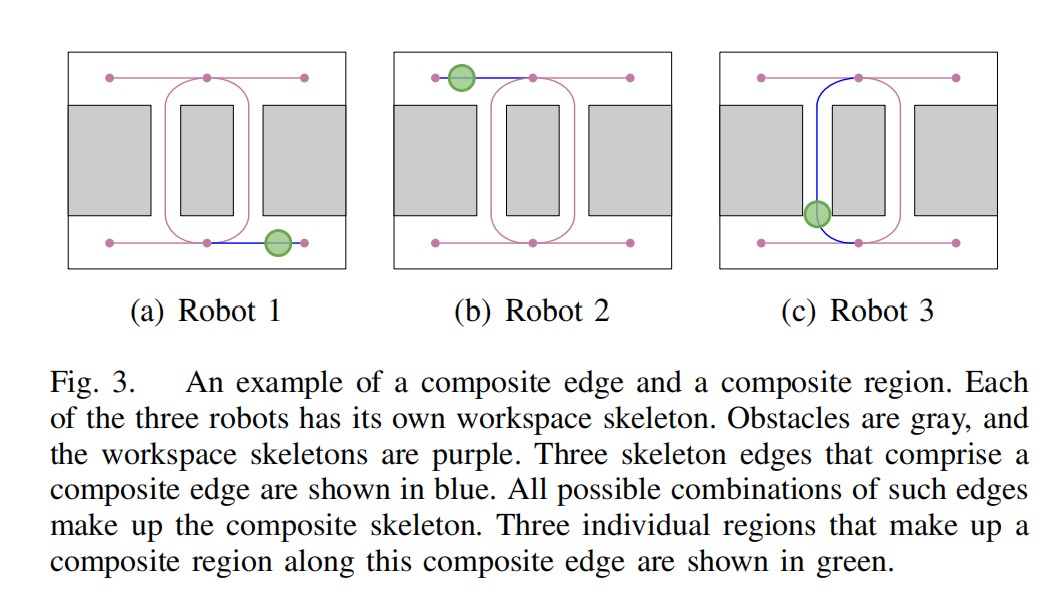 (a) Robot 1
(b) Robot 2
(c) Robot 3
Fig. 3. An example of a composite edge and a composite region. Each
of the three robots has its own workspace skeleton. Obstacles are gray, and
the workspace skeletons are purple. Three skeleton edges that comprise a
composite edge are shown in blue. All possible combinations of such edges
make up the composite skeleton. Three individual regions that make up a
composite region along this composite edge are shown in green.